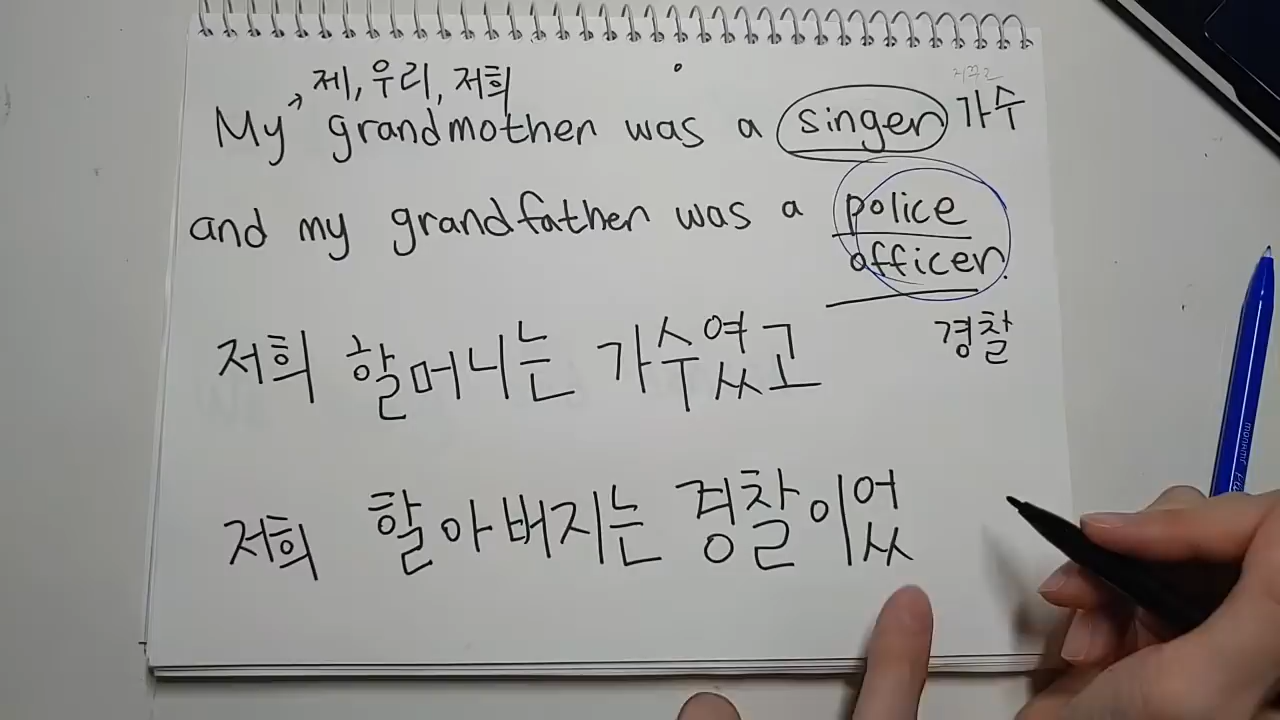 제, 우리, 저희
My grandmother was a singer 가수
and my grandfather was a police
officer.
경찰
저희 할머니는 가수였고
저희 할아버지는 경찰이었
monami